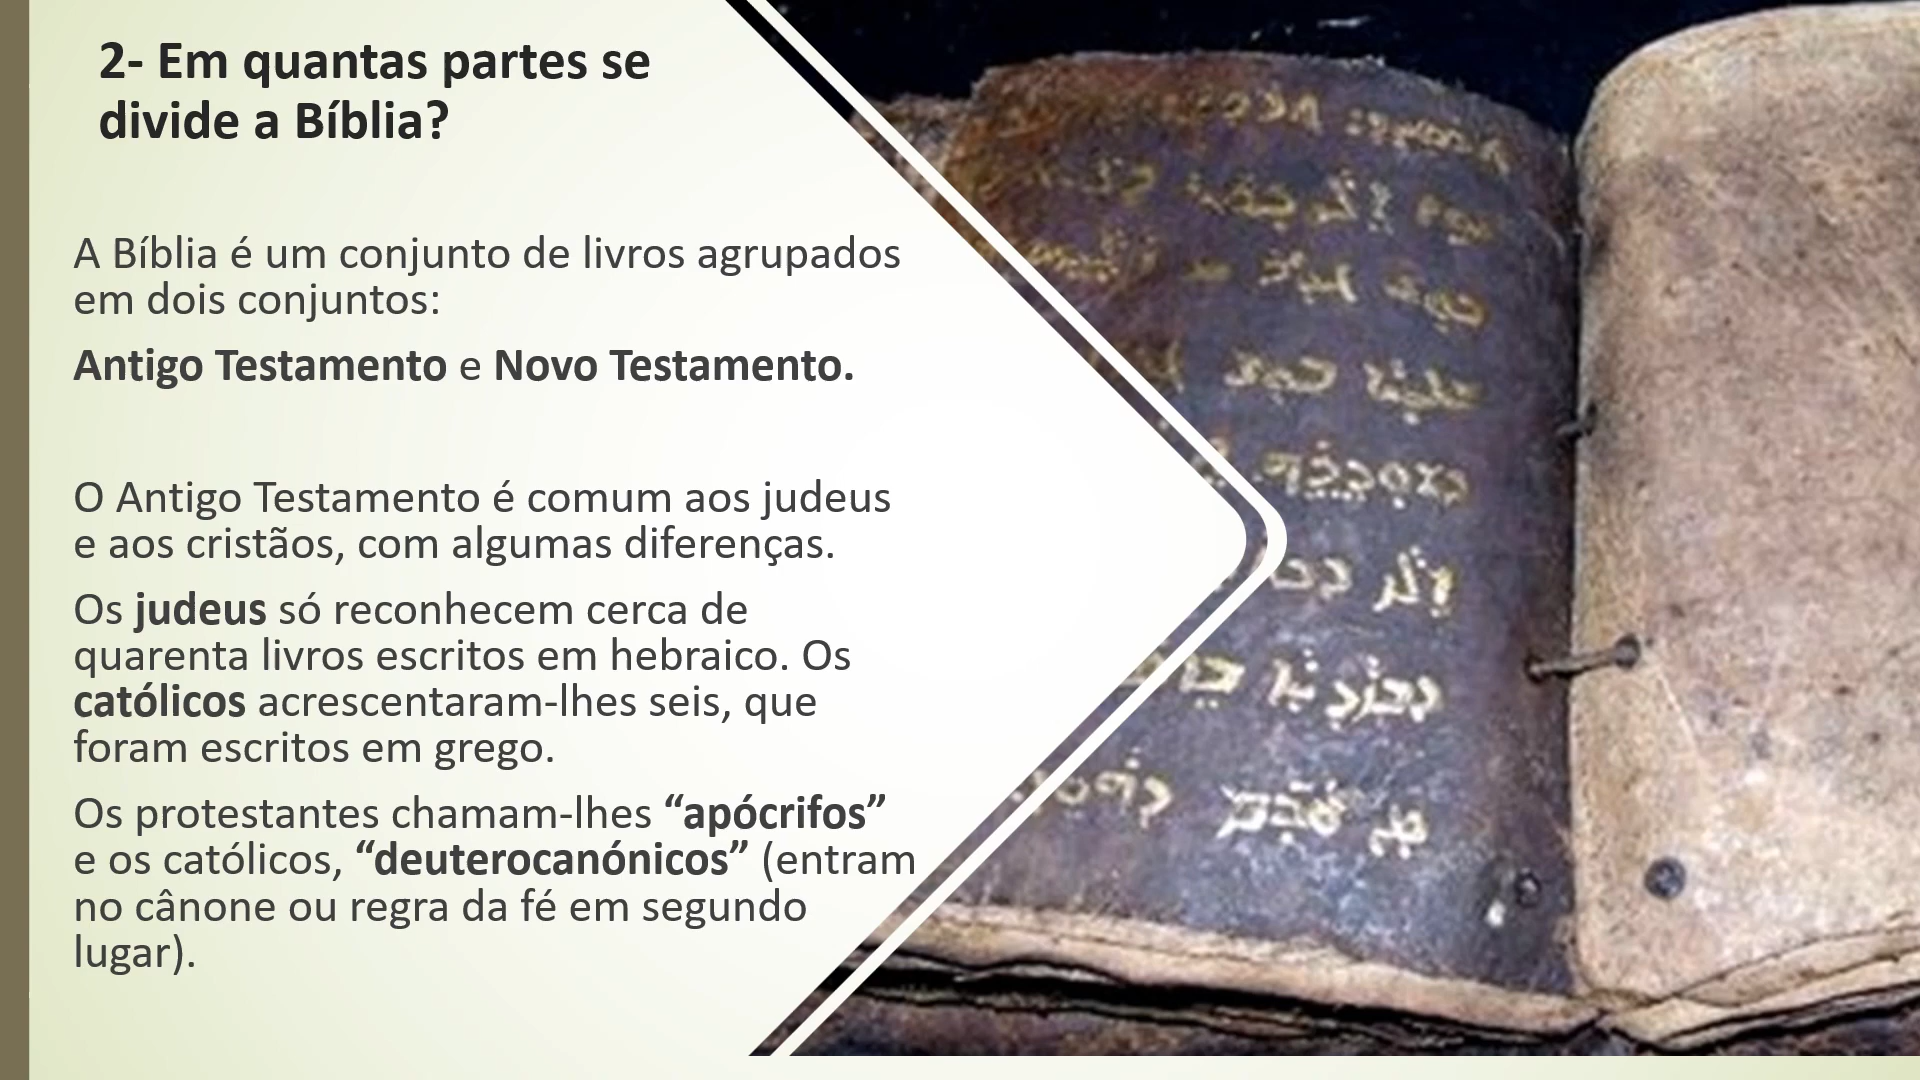 2- Em quantas partes se
divide a Bíblia?
A Bíblia é um conjunto de livros agrupados
em dois conjuntos:
Antigo Testamento e Novo Testamento.
O Antigo Testamento é comum aos judeus
e aos cristãos, com algumas diferenças.
Os judeus só reconhecem cerca de
quarenta livros escritos em hebraico. Os
católicos acrescentaram-lhes seis, que
foram escritos em grego.
Os protestantes chamam-lhes “apócrifos”
e os católicos, “deuterocanónicos” (entram
no cânone ou regra da fé em segundo
lugar).